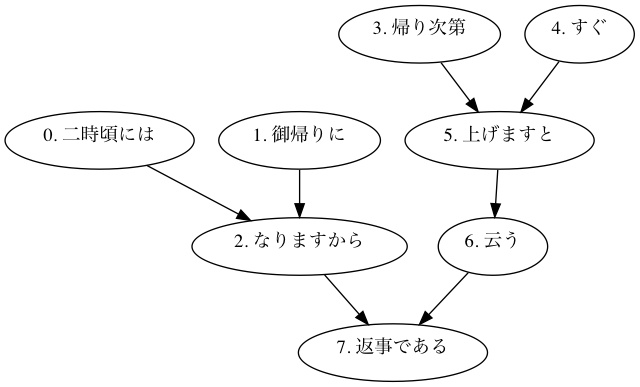 3. 帰り次第
4. すぐ
0. 二時頃には
1. 御帰りに
5. 上げますと
2. なりますから
6. 云う
7. 返事である